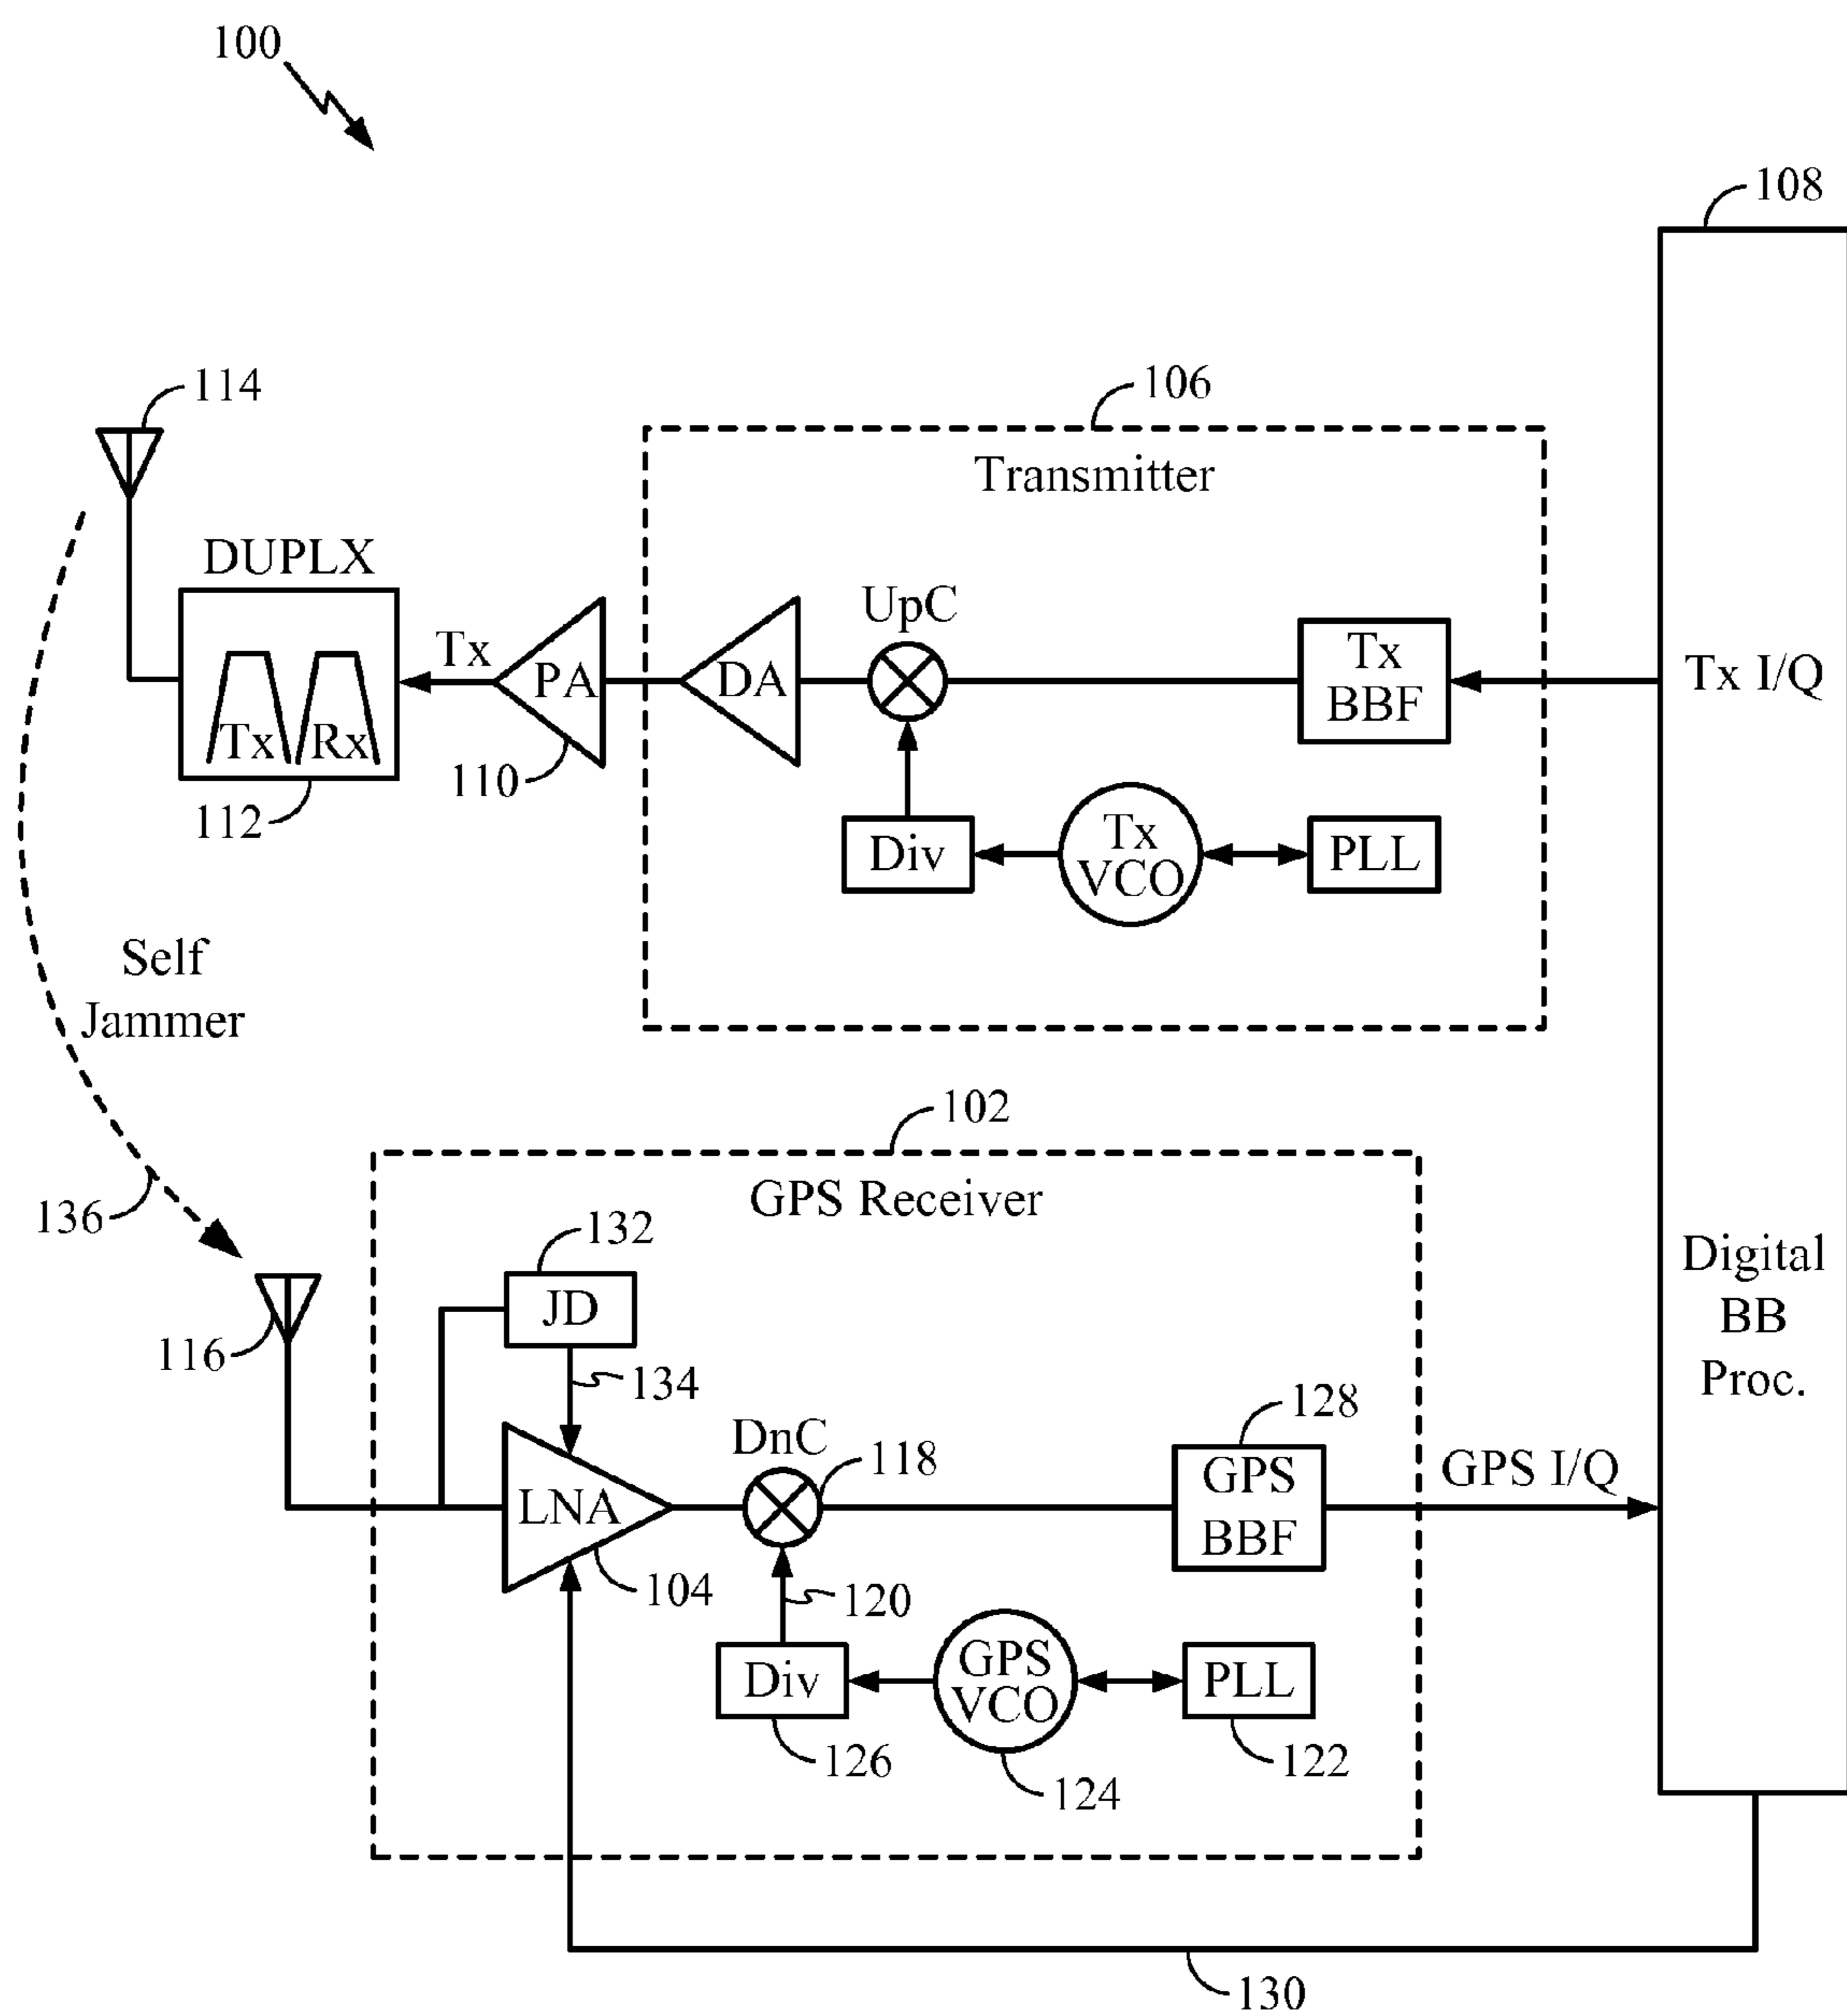 100
108
114
106
Transmitter
DUPLX
UpC
Tx
PA
DA
Tx
BBF
Tx I/Q
Tx
Rx
110
112
Div
Tx
VCO
PLL
Self
Jammer
102
GPS Receiver
136
132
JD
116
134
Digital
BB
Proc.
DnC
118
128
LNA
GPS
BBF
GPS I/Q
104
120
Div
GPS
VCO
PLL
126
124
122
130